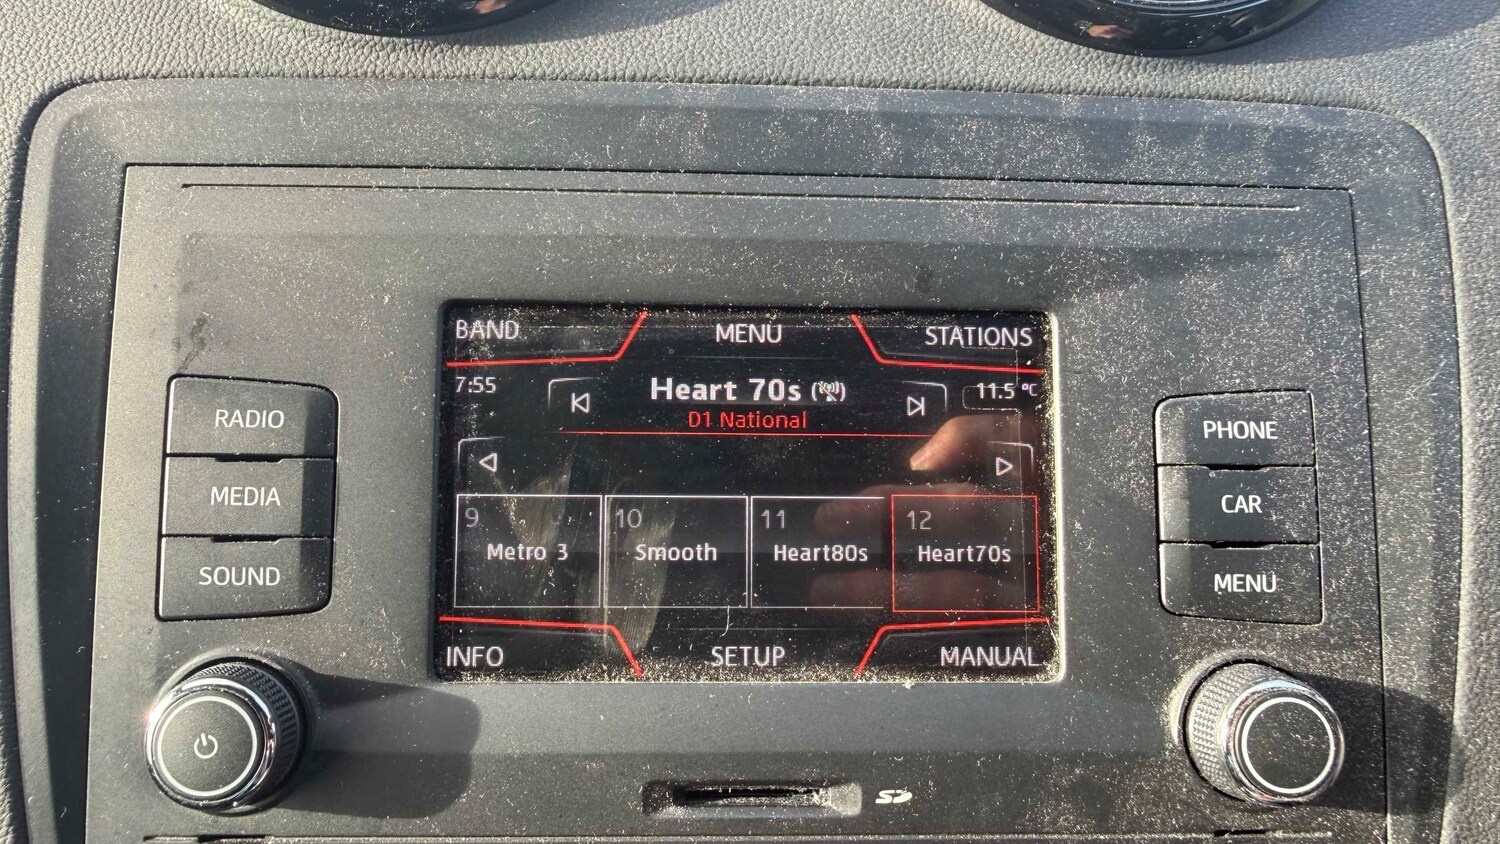 BAND MENU STATIONS
7:55 Heart 70s 11.5 °C
D1 National
RADIO
MEDIA
SOUND
9 10 11 12
Metro 3 Smooth Heart80s Heart70s
INFO SETUP MANUAL
PHONE
CAR
MENU
SD